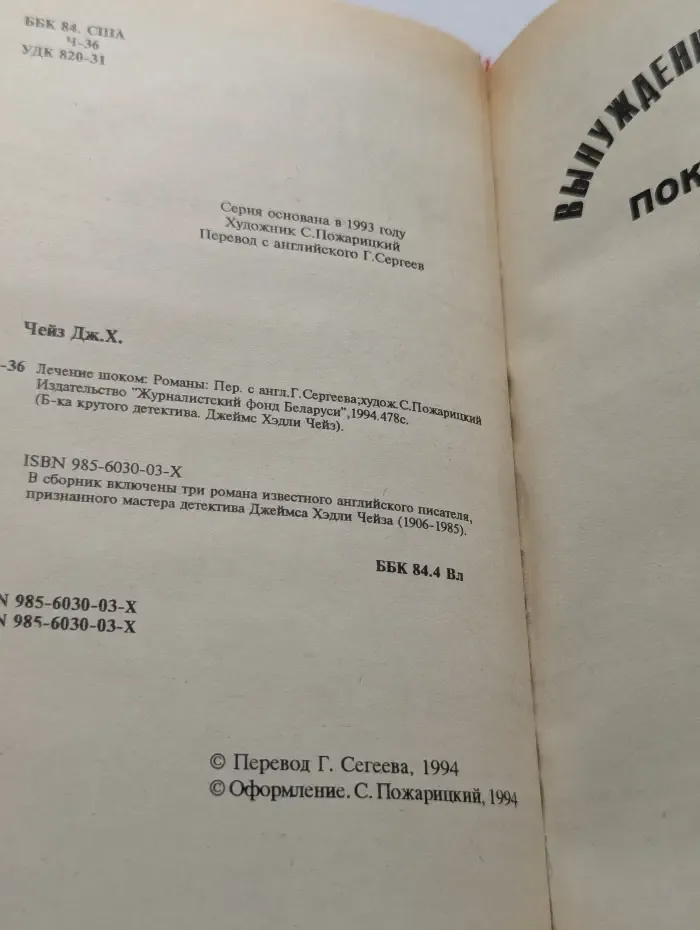 ББК 84. США
Ч-36
УДК 820-31
Серия основана в 1993 году
Художник С.Пожарицкий
Перевод с английского Г.Сергеев
Чейз Дж.Х.
-36 Лечение шоком: Романы: Пер. с англ.Г.Сергеева;худож.С.Пожарицкий
Издательство "Журналистский фонд Беларуси",1994.478с.
(Б-ка крутого детектива. Джеймс Хэдли Чейз).
ISBN 985-6030-03-X
В сборник включены три романа известного английского писателя,
признанного мастера детектива Джеймса Хэдли Чейза (1906-1985).
ББК 84.4 Вл
N 985-6030-03-X
N 985-6030-03-X
© Перевод Г. Сегеева, 1994
© Оформление. С. Пожарицкий, 1994